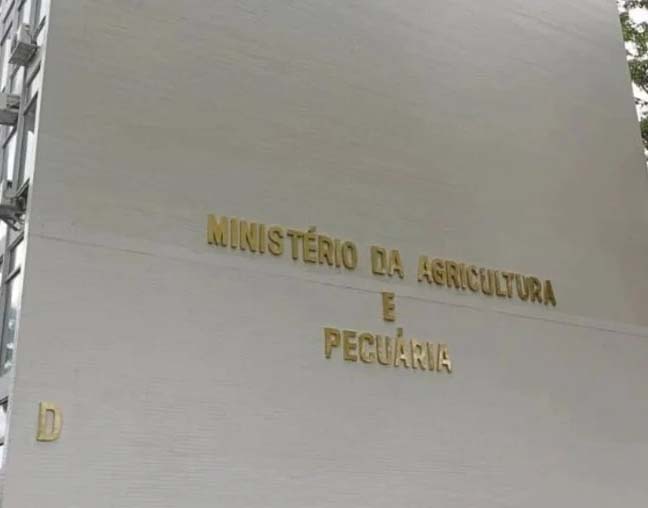 MINISTÉRIO DA AGRICULTURA
E
PECUÁRIA
D